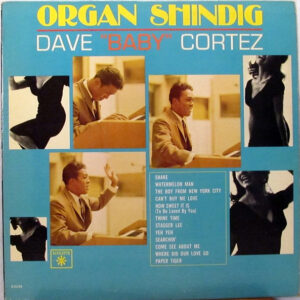 ORGAN SHINDIG
DAVE "BABY" CORTEZ
SHAKE
WATERMELON MAN
THE BOY FROM NEW YORK CITY
CAN'T BUY ME LOVE
HOW SWEET IT IS
(To Be Loved By You)
TWINE TIME
STAGGER LEE
YEH YEH
SEARCHIN'
COME SEE ABOUT ME
WHERE DID OUR LOVE GO
PAPER TIGER
ROULETTE